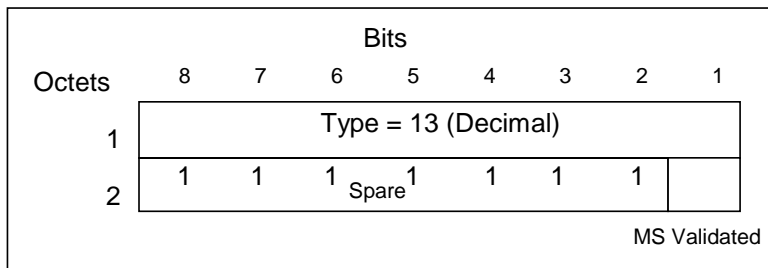 Bits
Octets 8 7 6 5 4 3 2 1
1 Type = 13 (Decimal)
2 1 1 1 1 1 1 1
Spare
MS Validated